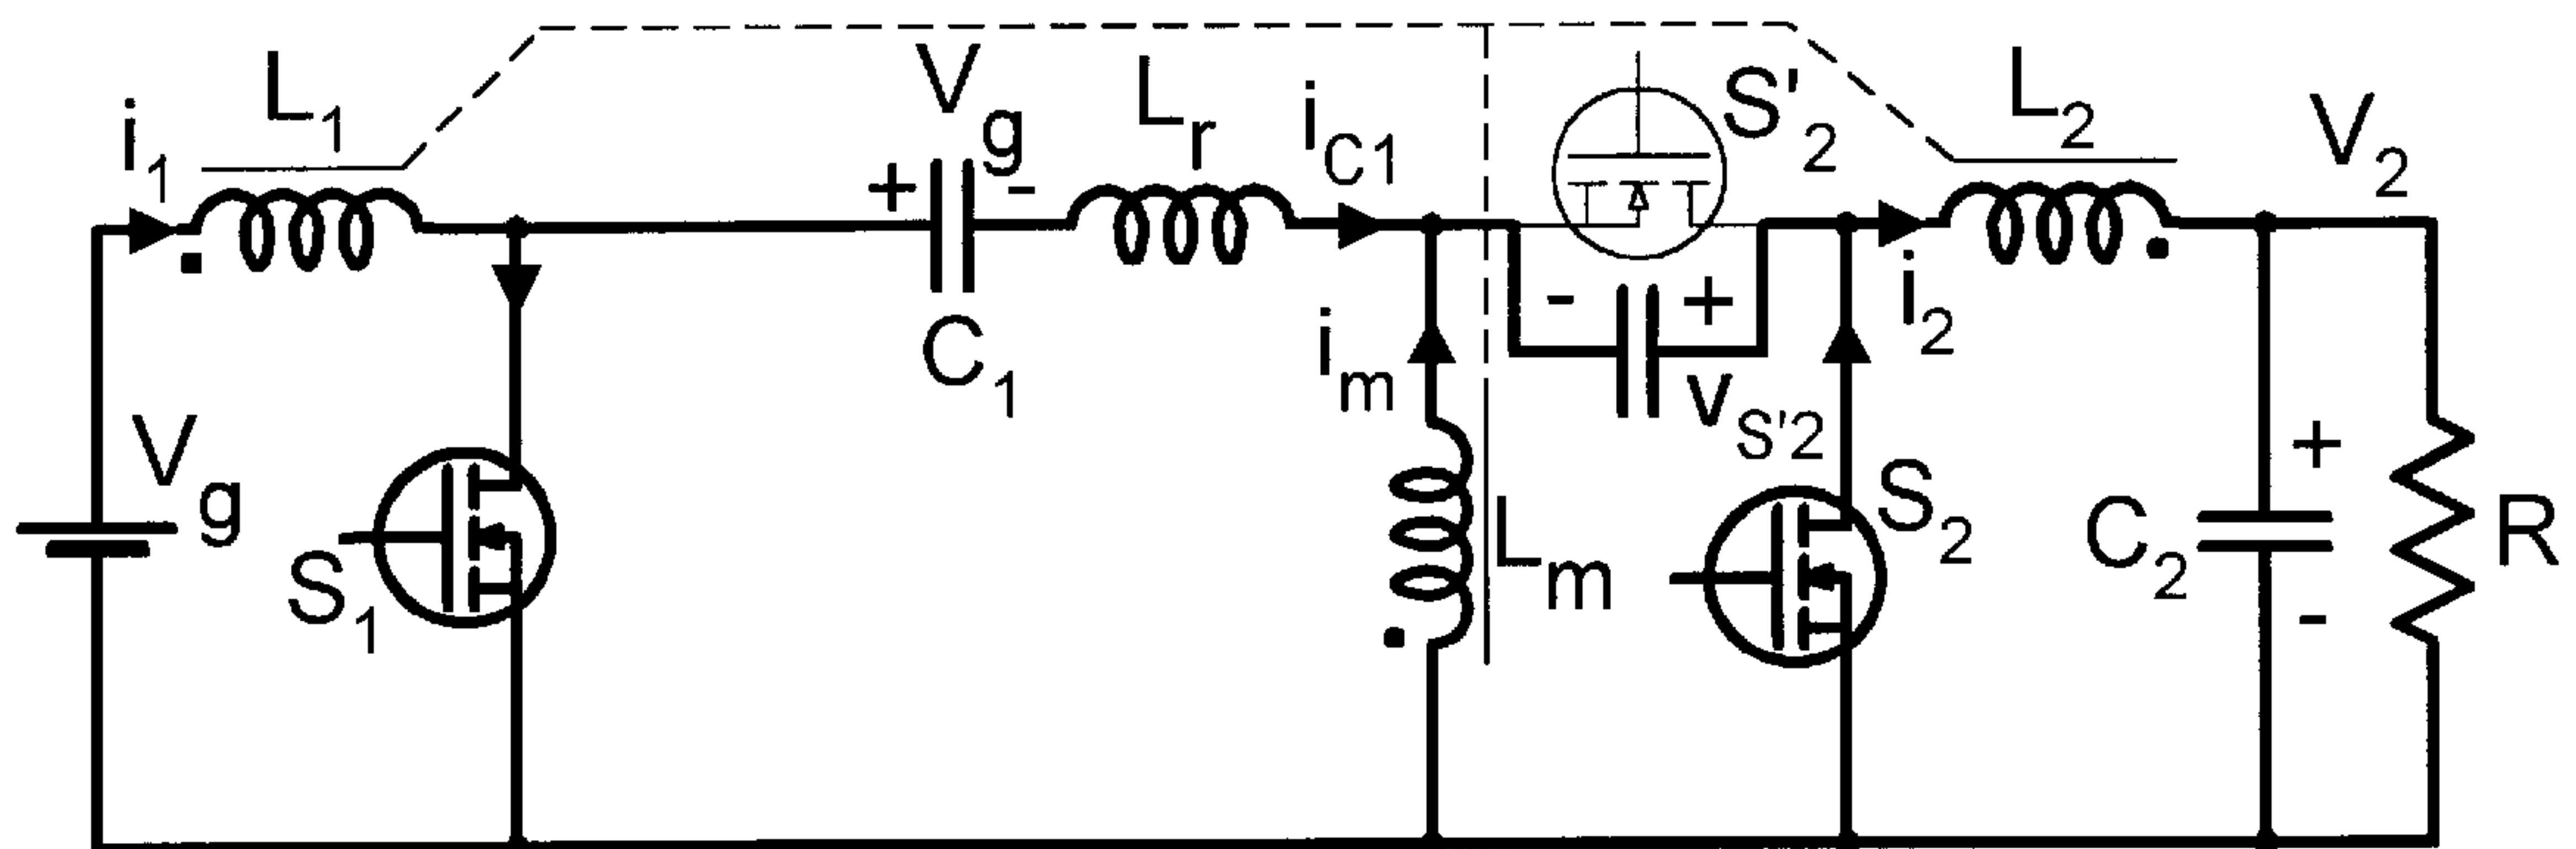 i1
L1
Vg
+
-
Lr
iC1
S'2
L2
V2
i2
-
+
vS'2
C1
im
Vg
S1
Lm
S2
C2
+
-
R